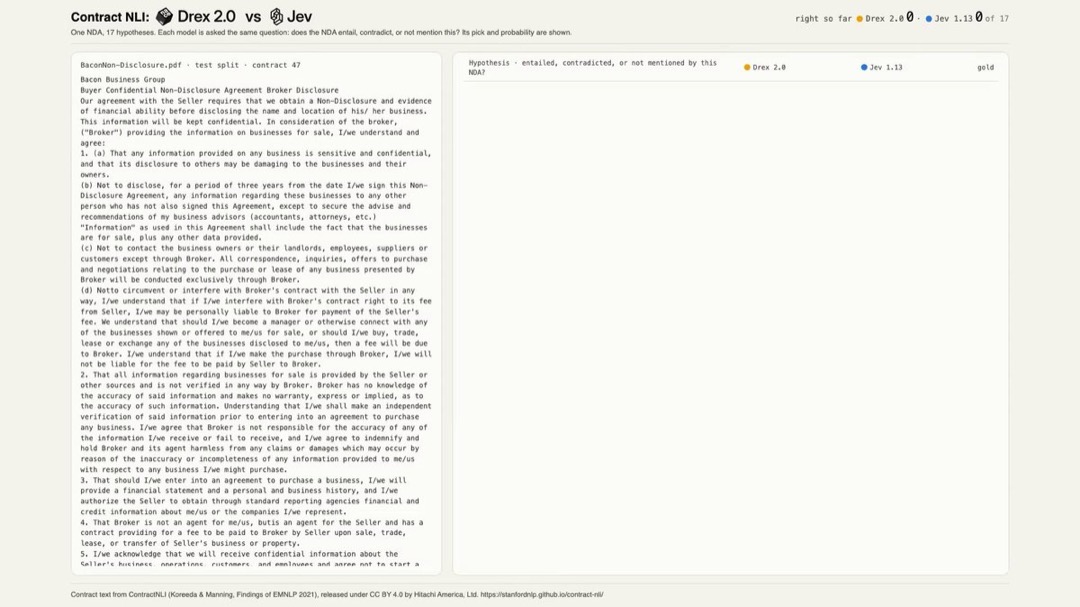 Contract NLI: Drex 2.0 vs Jev
right so far Drex 2.0 0 · Jev 1.13 0 of 17
One NDA, 17 hypotheses. Each model is asked the same question: does the NDA entail, contradict, or not mention this? Its pick and probability are shown.
BaconNon-Disclosure.pdf · test split · contract 47
Bacon Business Group
Buyer Confidential Non-Disclosure Agreement Broker Disclosure
Our agreement with the Seller requires that we obtain a Non-Disclosure and evidence
of financial ability before disclosing the name and location of his/ her business.
This information will be kept confidential. In consideration of the broker,
("Broker") providing the information on businesses for sale, I/we understand and
agree:
1. (a) That any information provided on any business is sensitive and confidential,
and that its disclosure to others may be damaging to the businesses and their
owners.
(b) Not to disclose, for a period of three years from the date I/we sign this Non-
Disclosure Agreement, any information regarding these businesses to any other
person who has not also signed this Agreement, except to secure the advise and
recommendations of my business advisors (accountants, attorneys, etc.)
"Information" as used in this Agreement shall include the fact that the businesses
are for sale, plus any other data provided.
(c) Not to contact the business owners or their landlords, employees, suppliers or
customers except through Broker. All correspondence, inquiries, offers to purchase
and negotiations relating to the purchase or lease of any business presented by
Broker will be conducted exclusively through Broker.
(d) Notto circumvent or interfere with Broker's contract with the Seller in any
way, I/we understand that if I/we interfere with Broker's contract right to its fee
from Seller, I/we may be personally liable to Broker for payment of the Seller's
fee. We understand that should I/we become a manager or otherwise connect with any
of the businesses shown or offered to me/us for sale, or should I/we buy, trade,
lease or exchange any of the businesses disclosed to me/us, then a fee will be due
to Broker. I/we understand that if I/we make the purchase through Broker, I/we will
not be liable for the fee to be paid by Seller to Broker.
2. That all information regarding businesses for sale is provided by the Seller or
other sources and is not verified in any way by Broker. Broker has no knowledge of
the accuracy of said information and makes no warranty, express or implied, as to
the accuracy of such information. Understanding that I/we shall make an independent
verification of said information prior to entering into an agreement to purchase
any business. I/we agree that Broker is not responsible for the accuracy of any of
the information I/we receive or fail to receive, and I/we agree to indemnify and
hold Broker and its agent harmless from any claims or damages which may occur by
reason of the inaccuracy or incompleteness of any information provided to me/us
with respect to any business I/we might purchase.
3. That should I/we enter into an agreement to purchase a business, I/we will
provide a financial statement and a personal and business history, and I/we
authorize the Seller to obtain through standard reporting agencies financial and
credit information about me/us or the companies I/we represent.
4. That Broker is not an agent for me/us, butis an agent for the Seller and has a
contract providing for a fee to be paid to Broker by Seller upon sale, trade,
lease, or transfer of Seller's business or property.
5. I/we acknowledge that we will receive confidential information about the
Seller's business, operations, customers, and employees and agree not to start a
Hypothesis · entailed, contradicted, or not mentioned by this
NDA?
Drex 2.0
Jev 1.13
gold
Contract text from ContractNLI (Koreeda & Manning, Findings of EMNLP 2021), released under CC BY 4.0 by Hitachi America, Ltd. https://stanfordnlp.github.io/contract-nli/